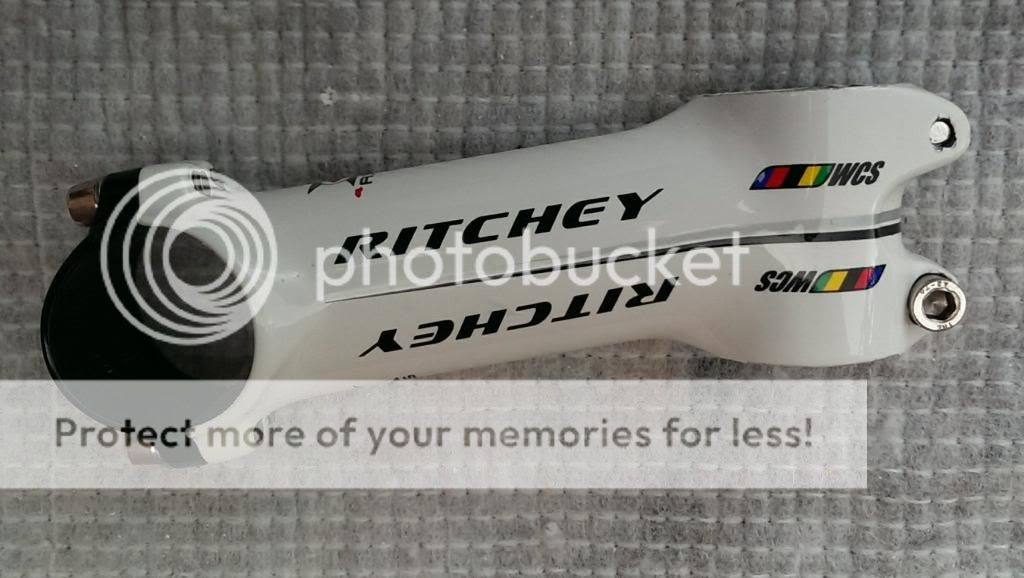 WCS
RITCHEY
photobucket
WCS
RITCHEY
Protect more of your memories for less!